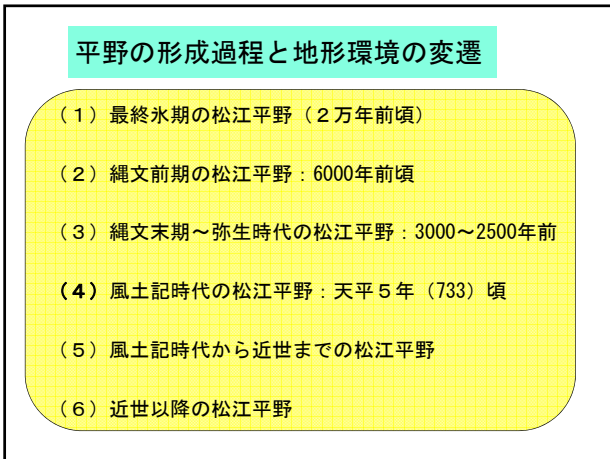 平野の形成過程と地形環境の変遷
（１）最終氷期の松江平野（２万年前頃）
（２）縄文前期の松江平野：6000年前頃
（３）縄文末期～弥生時代の松江平野：3000～2500年前
（４）風土記時代の松江平野：天平５年（733）頃
（５）風土記時代から近世までの松江平野
（６）近世以降の松江平野